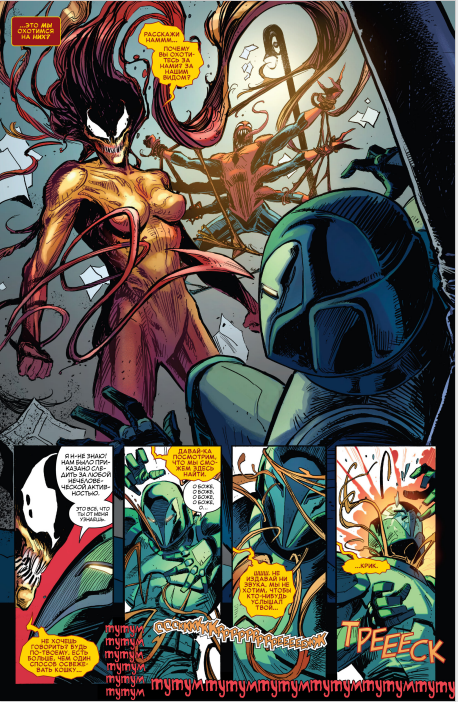 ...ЭТО МЫ
ОХОТИМСЯ
НА НИХ?
РАССКАЖИ
НАМММ...
ПОЧЕМУ
ВЫ ОХОТИ-
ТЕСЬ ЗА
НАМИ? ЗА
НАШИМ
ВИДОМ?
Я Н-НЕ ЗНАЮ!
НАМ БЫЛО ПРИ-
КАЗАНО СЛЕ-
ДИТЬ ЗА ЛЮБОЙ
НЕЧЕЛОВЕ-
ЧЕСКОЙ АКТИВ-
НОСТЬЮ.
ЭТО ВСЕ, ЧТО
ТЫ ОТ МЕНЯ
УЗНАЕШЬ.
НЕ ХОЧЕШЬ
ГОВОРИТЬ? БУДЬ
ПО-ТВОЕМУ. ЕСТЬ
БОЛЬШЕ, ЧЕМ ОДИН
СПОСОБ ОСВЕЖЕ-
ВАТЬ КОШКУ...
ДАВАЙ-КА
ПОСМОТРИМ,
ЧТО МЫ СМО-
ЖЕМ ЗДЕСЬ
НАЙТИ.
О БОЖЕ,
О БОЖЕ,
О БОЖЕ,
О...
ШШШ. НЕ
ИЗДАВАЙ НИ
ЗВУКА. МЫ НЕ
ХОТИМ, ЧТОБЫ
КТО-НИБУДЬ
УСЛЫШАЛ
ТВОЙ...
...КРИК.
ТРЕЕЕСК